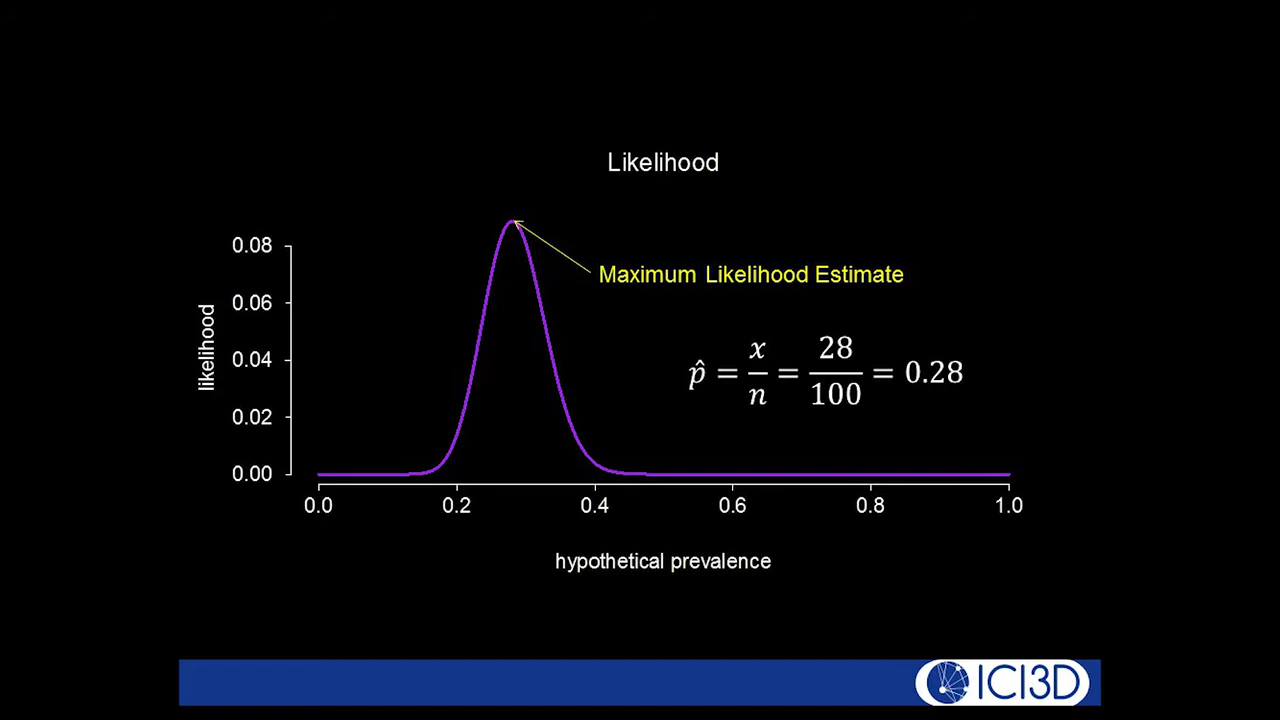 Likelihood
0.08
Maximum Likelihood Estimate
0.06
0.04
0.02
0.00
likelihood
p̂ = x/n = 28/100 = 0.28
0.0 0.2 0.4 0.6 0.8 1.0
hypothetical prevalence
ICI3D